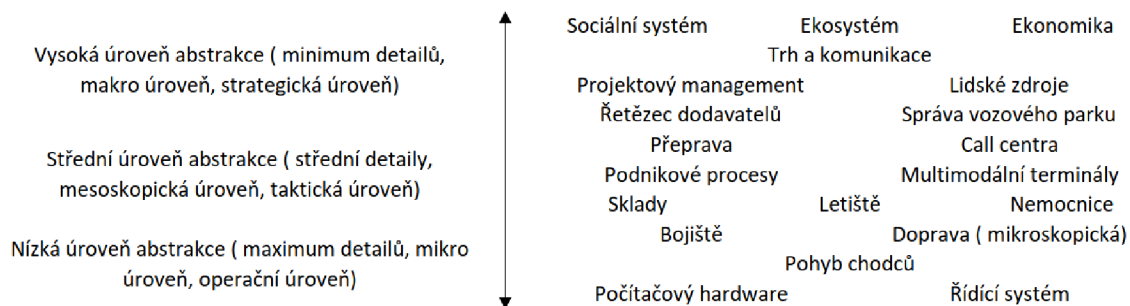 Vysoká úroveň abstrakce ( minimum detailů,
makro úroveň, strategická úroveň)
Střední úroveň abstrakce ( střední detaily,
mesoskopická úroveň, taktická úroveň)
Nízká úroveň abstrakce ( maximum detailů, mikro
úroveň, operační úroveň)
Sociální systém Ekosystém Ekonomika
Trh a komunikace
Projektový management Lidské zdroje
Řetězec dodavatelů Správa vozového parku
Přeprava Call centra
Podnikové procesy Multimodální terminály
Sklady Letiště Nemocnice
Bojiště Doprava ( mikroskopická)
Pohyb chodců
Počítačový hardware Řídící systém